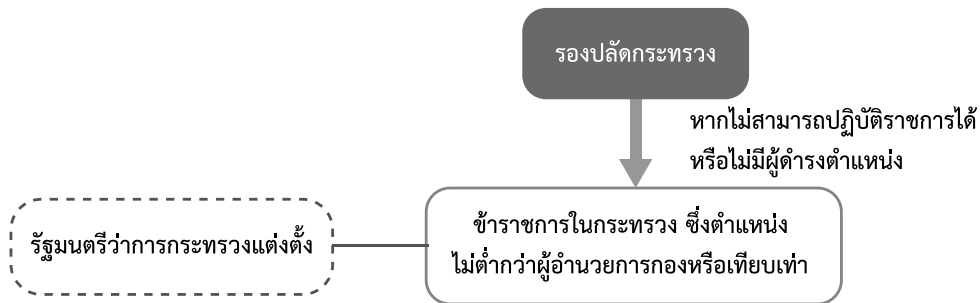 รองปลัดกระทรวง
หากไม่สามารถปฏิบัติราชการได้
หรือไม่มีผู้ดำรงตำแหน่ง
รัฐมนตรีว่าการกระทรวงแต่งตั้ง
ข้าราชการในกระทรวง ซึ่งตำแหน่ง
ไม่ต่ำกว่าผู้อำนวยการกองหรือเทียบเท่า